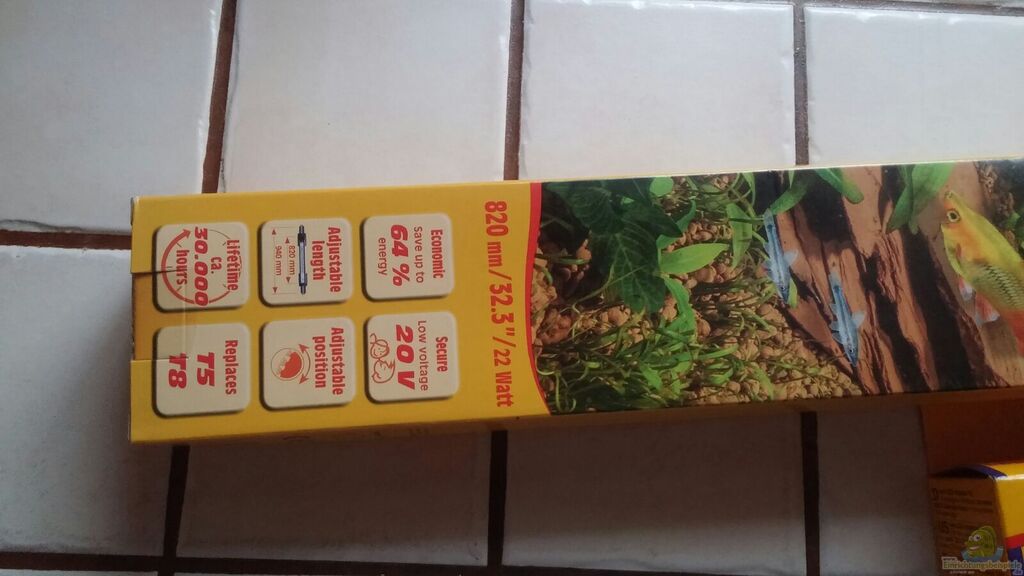 820 mm/32.3"/22 Watt
Economic
save up to
64 %
energy
Secure
Low voltage
20 V
Adjustable
length
820 mm
940 mm
Adjustable
position
Lifetime
ca.
30.000
hours
Replaces
T5
T8
Einrichtungsbeispiele